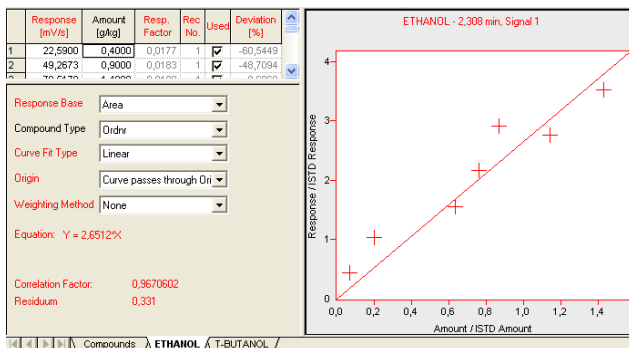 Response [mV/s] Amount [g/kg] Resp. Factor Rec No. Used Deviation [%]
1 22,5900 0,4000 0,0177 1 -60,5449
2 49,2673 0,9000 0,0183 1 -48,7094
Response Base Area
Compound Type Ordnr
Curve Fit Type Linear
Origin Curve passes through Ori
Weighting Method None
Equation: Y = 2,6512*X
Correlation Factor: 0,9670602
Residuum 0,331
Compounds ETHANOL T-BUTANOL
ETHANOL - 2,308 min, Signal 1
Response / ISTD Response
4
3
2
1
0
0,0 0,2 0,4 0,6 0,8 1,0 1,2 1,4
Amount / ISTD Amount